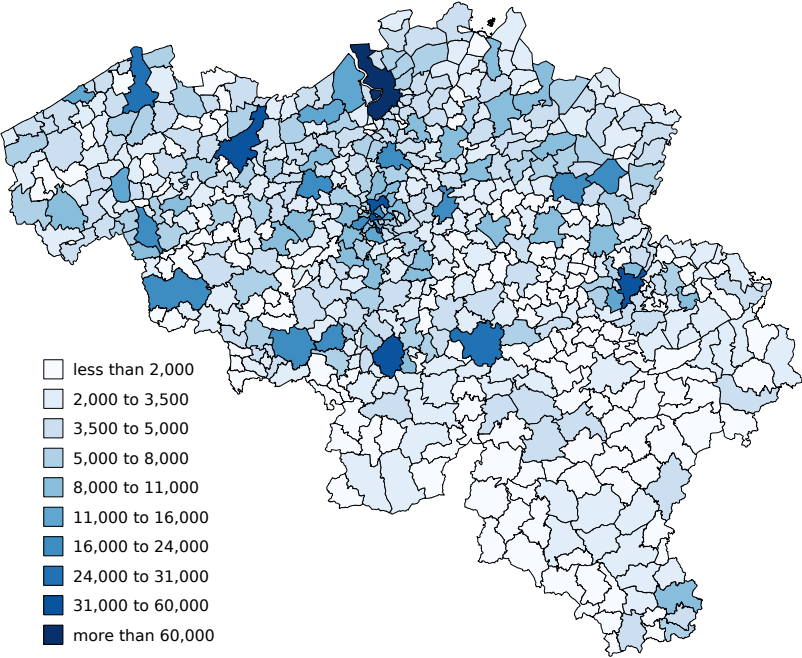 less than 2,000
2,000 to 3,500
3,500 to 5,000
5,000 to 8,000
8,000 to 11,000
11,000 to 16,000
16,000 to 24,000
24,000 to 31,000
31,000 to 60,000
more than 60,000